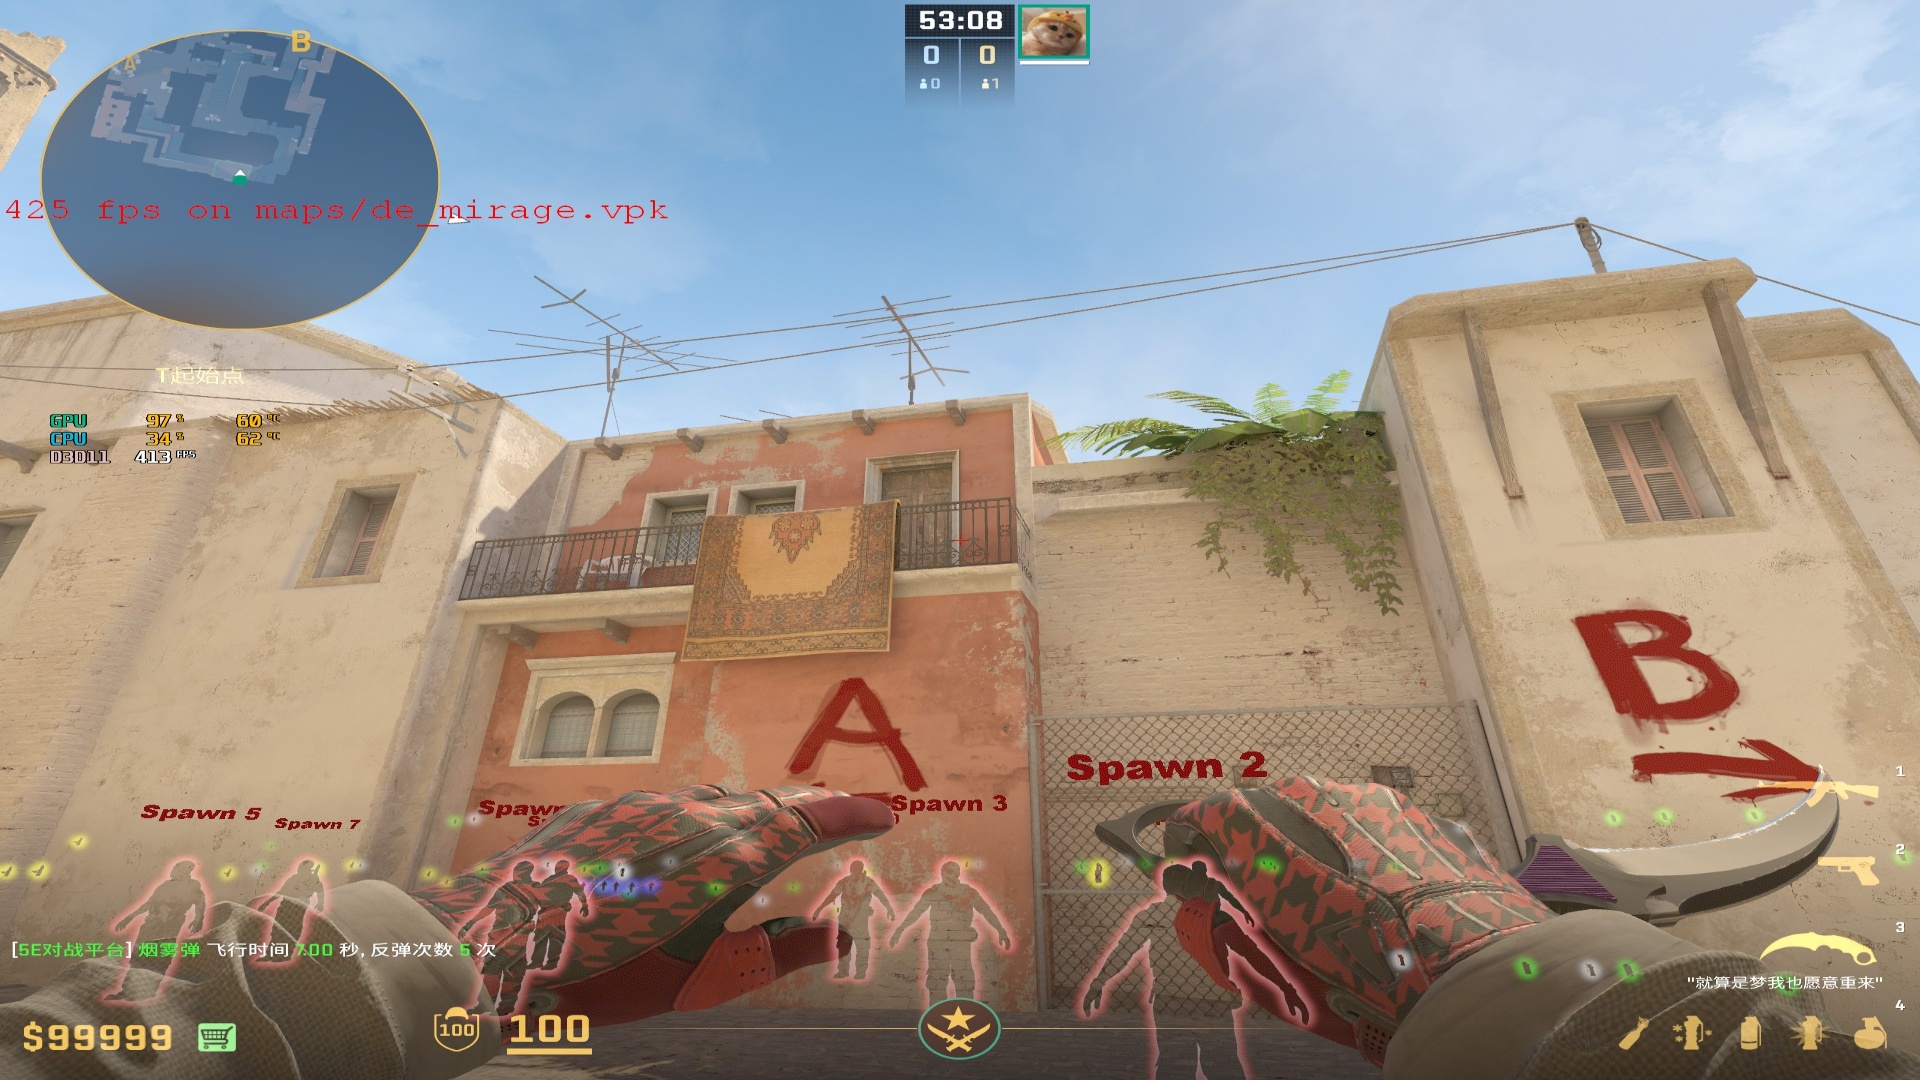 53:08
0 0
0 1
B
A
425 fps on maps/de_mirage.vpk
T起始点
GPU 97 % 60 °C
CPU 34 % 62 °C
D3D11 413 FPS
A
B
Spawn 2
Spawn 3
Spawn 5
Spawn 7
Spawn
1
2
3
4
[5E对战平台] 烟雾弹 飞行时间 7.00 秒, 反弹次数 5 次
"就算是梦我也愿意重来"
$99999
100
100